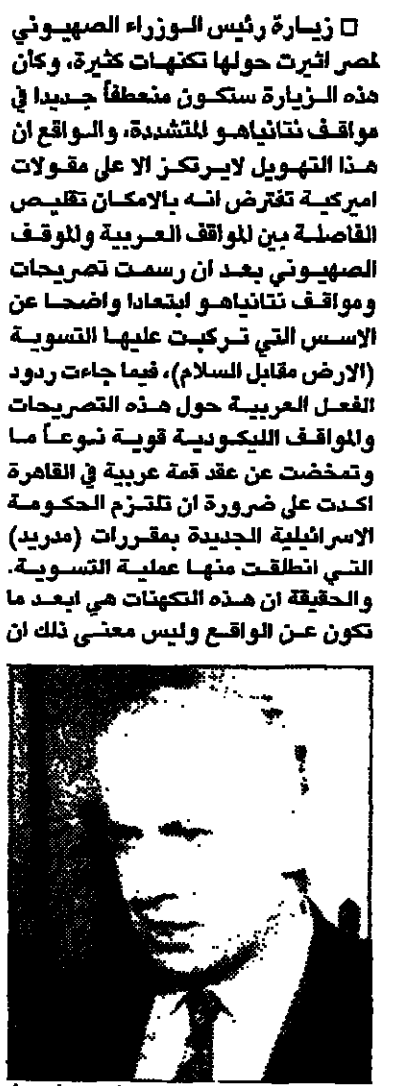 □ زيارة رئيس الوزراء الصهيوني
لمصر اثيرت حولها تكنهات كثيرة، وكأن
هذه الزيارة ستكون منعطفاً جديدا في
مواقف نتانياهو المتشددة، والواقع ان
هذا التهويل لايرتكز الا على مقولات
اميركية تفترض انه بالامكان تقليص
الفاصلة بين المواقف العربية والموقف
الصهيوني بعد ان رسمت تصريحات
ومواقف نتانياهو ابتعادا واضحا عن
الاسس التي تركبت عليها التسوية
(الارض مقابل السلام)، فيما جاءت ردود
الفعل العربية حول هذه التصريحات
والمواقف الليكودية قوية نوعاً ما
وتمخضت عن عقد قمة عربية في القاهرة
اكدت على ضرورة ان تلتزم الحكومة
الاسرائيلية الجديدة بمقررات (مدريد)
التي انطلقت منها عملية التسوية.
والحقيقة ان هذه التكهنات هي ابعد ما
تكون عن الواقع وليس معنى ذلك ان